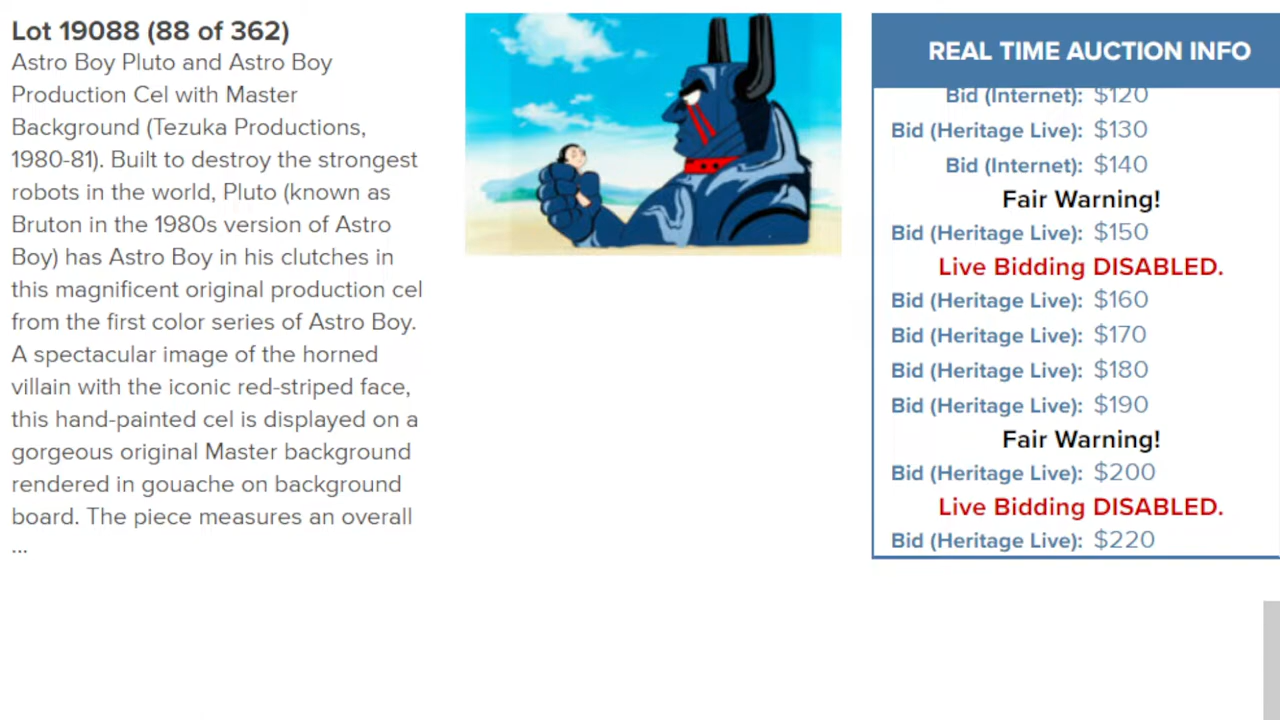 Lot 19088 (88 of 362)
Astro Boy Pluto and Astro Boy
Production Cel with Master
Background (Tezuka Productions,
1980-81). Built to destroy the strongest
robots in the world, Pluto (known as
Bruton in the 1980s version of Astro
Boy) has Astro Boy in his clutches in
this magnificent original production cel
from the first color series of Astro Boy.
A spectacular image of the horned
villain with the iconic red-striped face,
this hand-painted cel is displayed on a
gorgeous original Master background
rendered in gouache on background
board. The piece measures an overall
...
REAL TIME AUCTION INFO
Bid (Internet): $120
Bid (Heritage Live): $130
Bid (Internet): $140
Fair Warning!
Bid (Heritage Live): $150
Live Bidding DISABLED.
Bid (Heritage Live): $160
Bid (Heritage Live): $170
Bid (Heritage Live): $180
Bid (Heritage Live): $190
Fair Warning!
Bid (Heritage Live): $200
Live Bidding DISABLED.
Bid (Heritage Live): $220